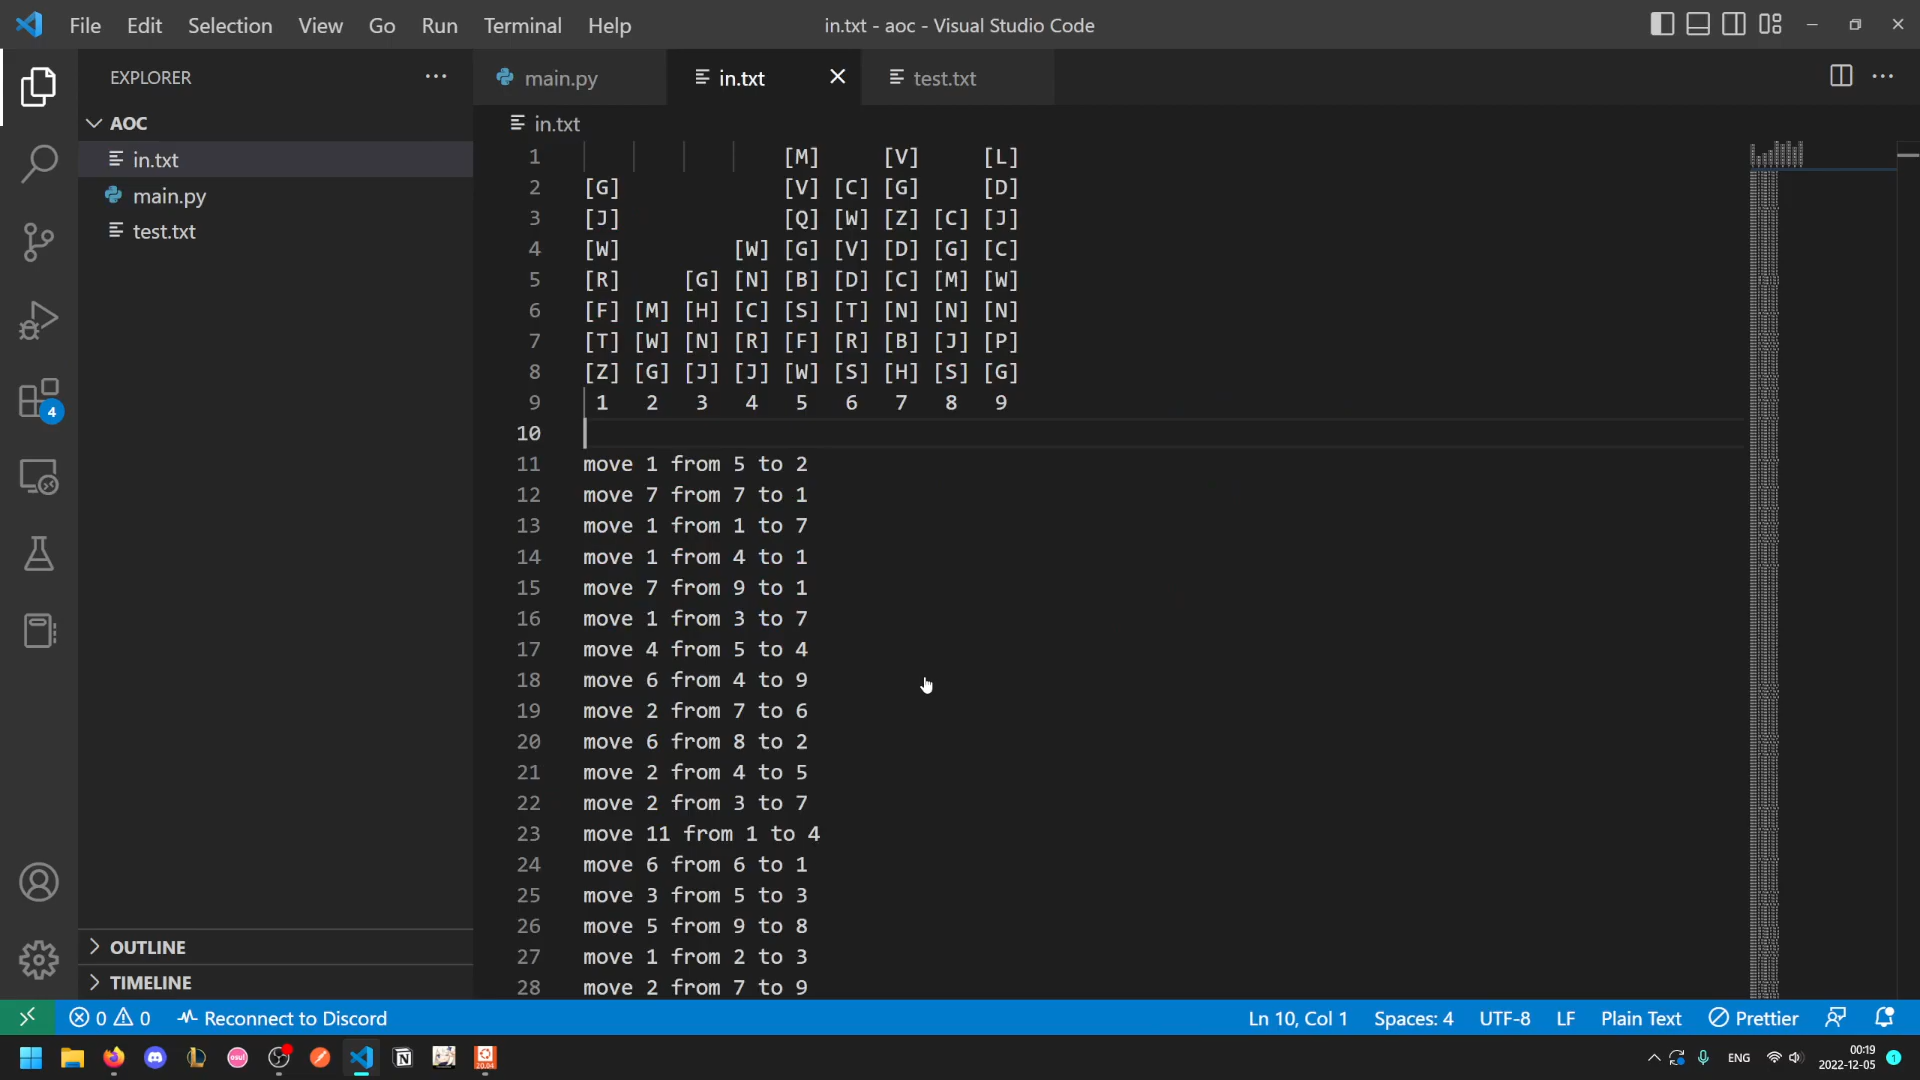 File Edit Selection View Go Run Terminal Help in.txt - aoc - Visual Studio Code
EXPLORER
main.py in.txt test.txt
AOC
in.txt
main.py
test.txt
in.txt
1                 [M]     [V]     [L]
2 [G]             [V] [C] [G]     [D]
3 [J]             [Q] [W] [Z] [C] [J]
4 [W]         [W] [G] [V] [D] [G] [C]
5 [R]     [G] [N] [B] [D] [C] [M] [W]
6 [F] [M] [H] [C] [S] [T] [N] [N] [N]
7 [T] [W] [N] [R] [F] [R] [B] [J] [P]
8 [Z] [G] [J] [J] [W] [S] [H] [S] [G]
9  1   2   3   4   5   6   7   8   9
10
11 move 1 from 5 to 2
12 move 7 from 7 to 1
13 move 1 from 1 to 7
14 move 1 from 4 to 1
15 move 7 from 9 to 1
16 move 1 from 3 to 7
17 move 4 from 5 to 4
18 move 6 from 4 to 9
19 move 2 from 7 to 6
20 move 6 from 8 to 2
21 move 2 from 4 to 5
22 move 2 from 3 to 7
23 move 11 from 1 to 4
24 move 6 from 6 to 1
25 move 3 from 5 to 3
26 move 5 from 9 to 8
27 move 1 from 2 to 3
28 move 2 from 7 to 9
4
OUTLINE
TIMELINE
0 0 Reconnect to Discord Ln 10, Col 1 Spaces: 4 UTF-8 LF Plain Text Prettier
osu! N 20.04 ENG 00:19 1
2022-12-05